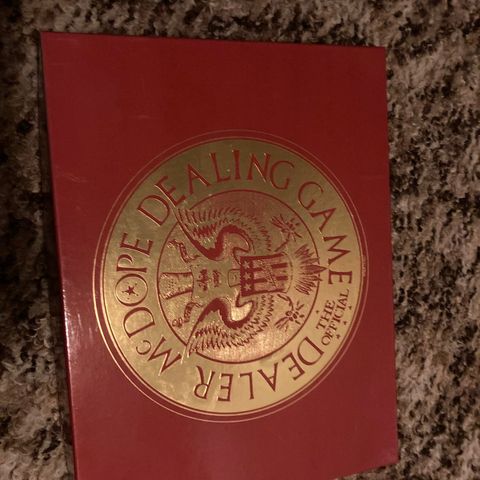 THE OFFICIAL
DEALER McDOPE DEALING GAME